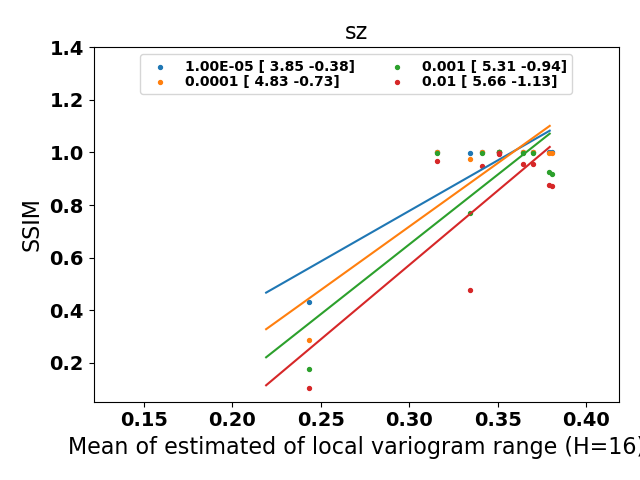 sz
1.00E-05 [ 3.85 -0.38]
0.0001 [ 4.83 -0.73]
0.001 [ 5.31 -0.94]
0.01 [ 5.66 -1.13]
1.4
1.2
1.0
0.8
0.6
0.4
0.2
SSIM
0.15 0.20 0.25 0.30 0.35 0.40
Mean of estimated of local variogram range (H=16)